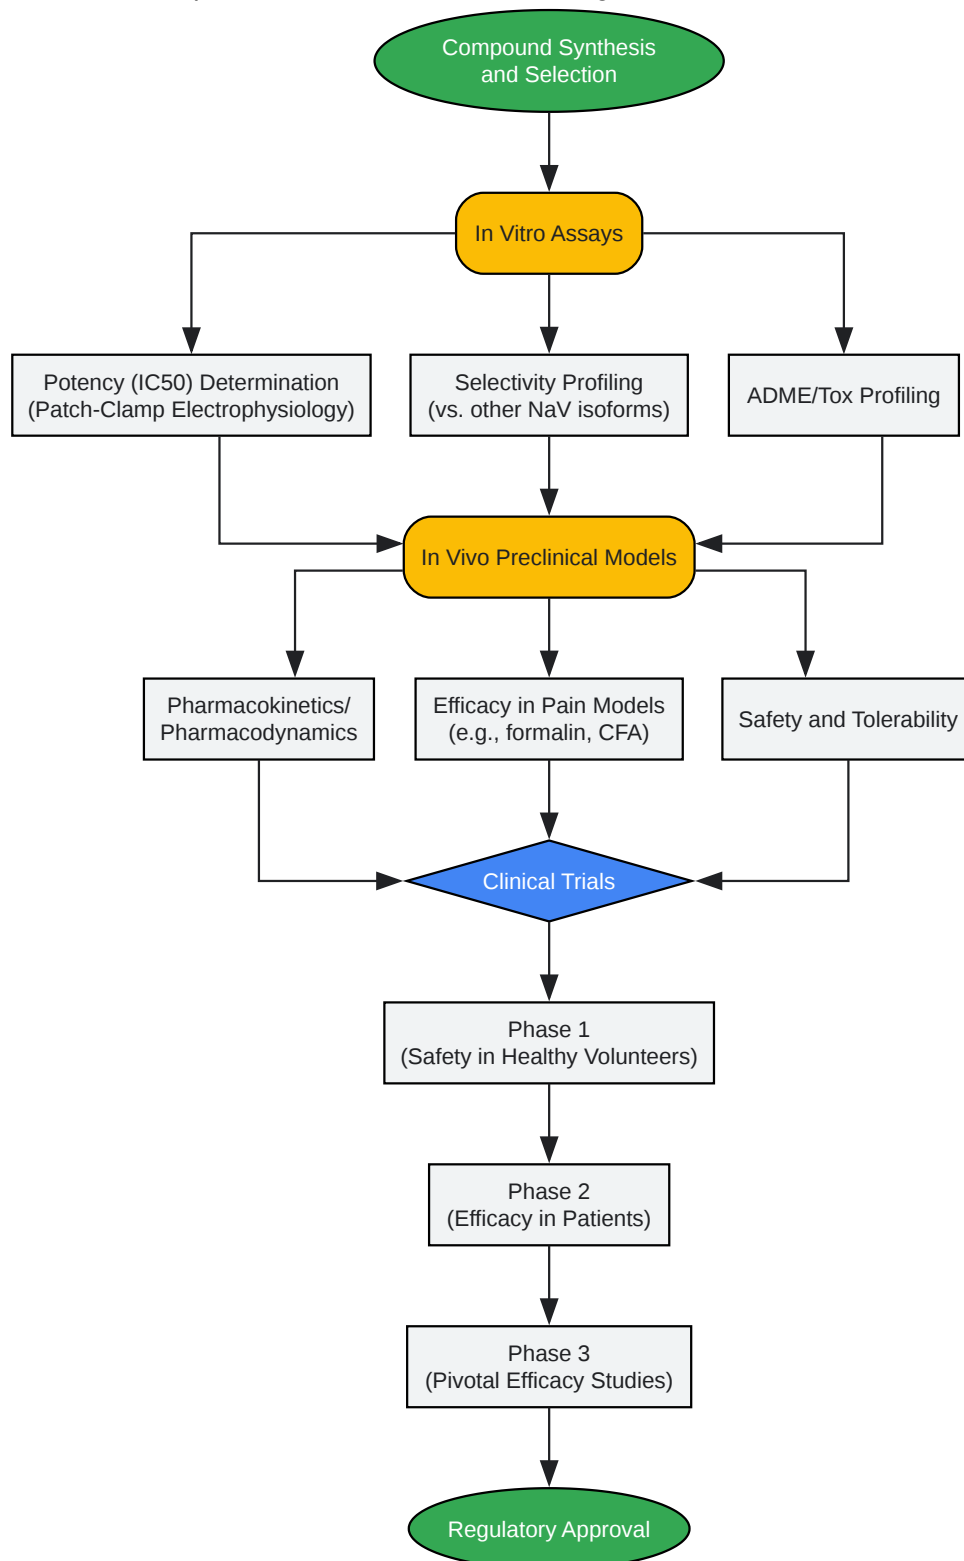 Compound Synthesis
and Selection
In Vitro Assays
Potency (IC50) Determination
(Patch-Clamp Electrophysiology)
Selectivity Profiling
(vs. other NaV isoforms)
ADME/Tox Profiling
In Vivo Preclinical Models
Pharmacokinetics/
Pharmacodynamics
Efficacy in Pain Models
(e.g., formalin, CFA)
Safety and Tolerability
Clinical Trials
Phase 1
(Safety in Healthy Volunteers)
Phase 2
(Efficacy in Patients)
Phase 3
(Pivotal Efficacy Studies)
Regulatory Approval